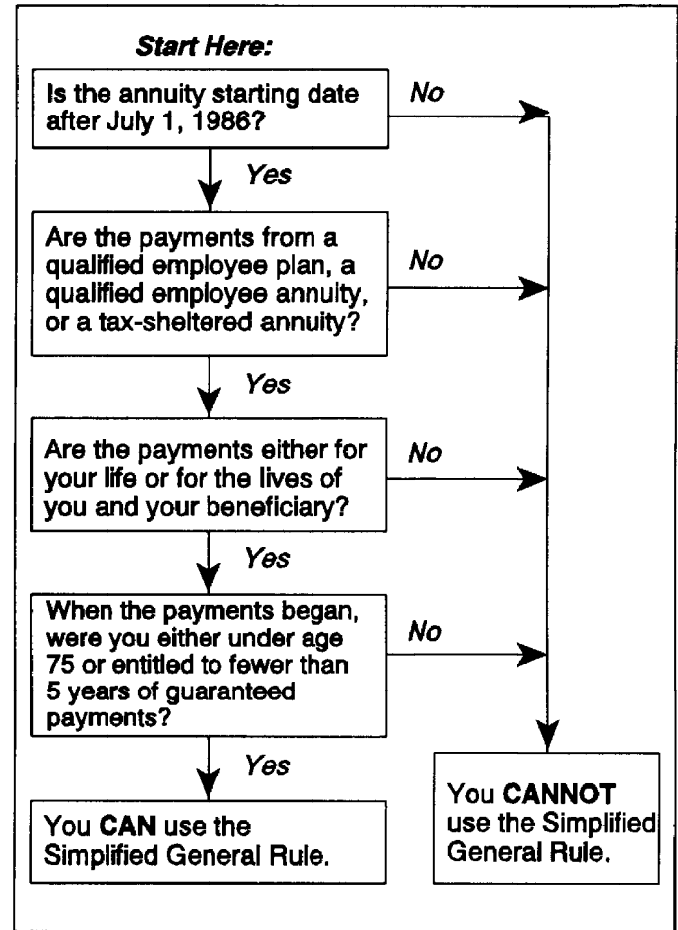 Start Here:
Is the annuity starting date
after July 1, 1986?
No
Yes
Are the payments from a
qualified employee plan, a
qualified employee annuity,
or a tax-sheltered annuity?
No
Yes
Are the payments either for
your life or for the lives of
you and your beneficiary?
No
Yes
When the payments began,
were you either under age
75 or entitled to fewer than
5 years of guaranteed
payments?
No
Yes
You CAN use the
Simplified General Rule.
You CANNOT
use the Simplified
General Rule.